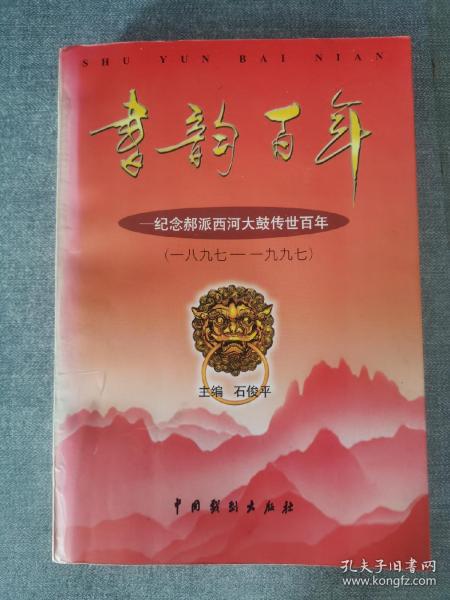 SHU YUN BAI NIAN
书韵百年
—纪念郝派西河大鼓传世百年
(一八九七—一九九七)
主编 石俊平
中国戏剧出版社
孔夫子旧书网
www.kongfz.com